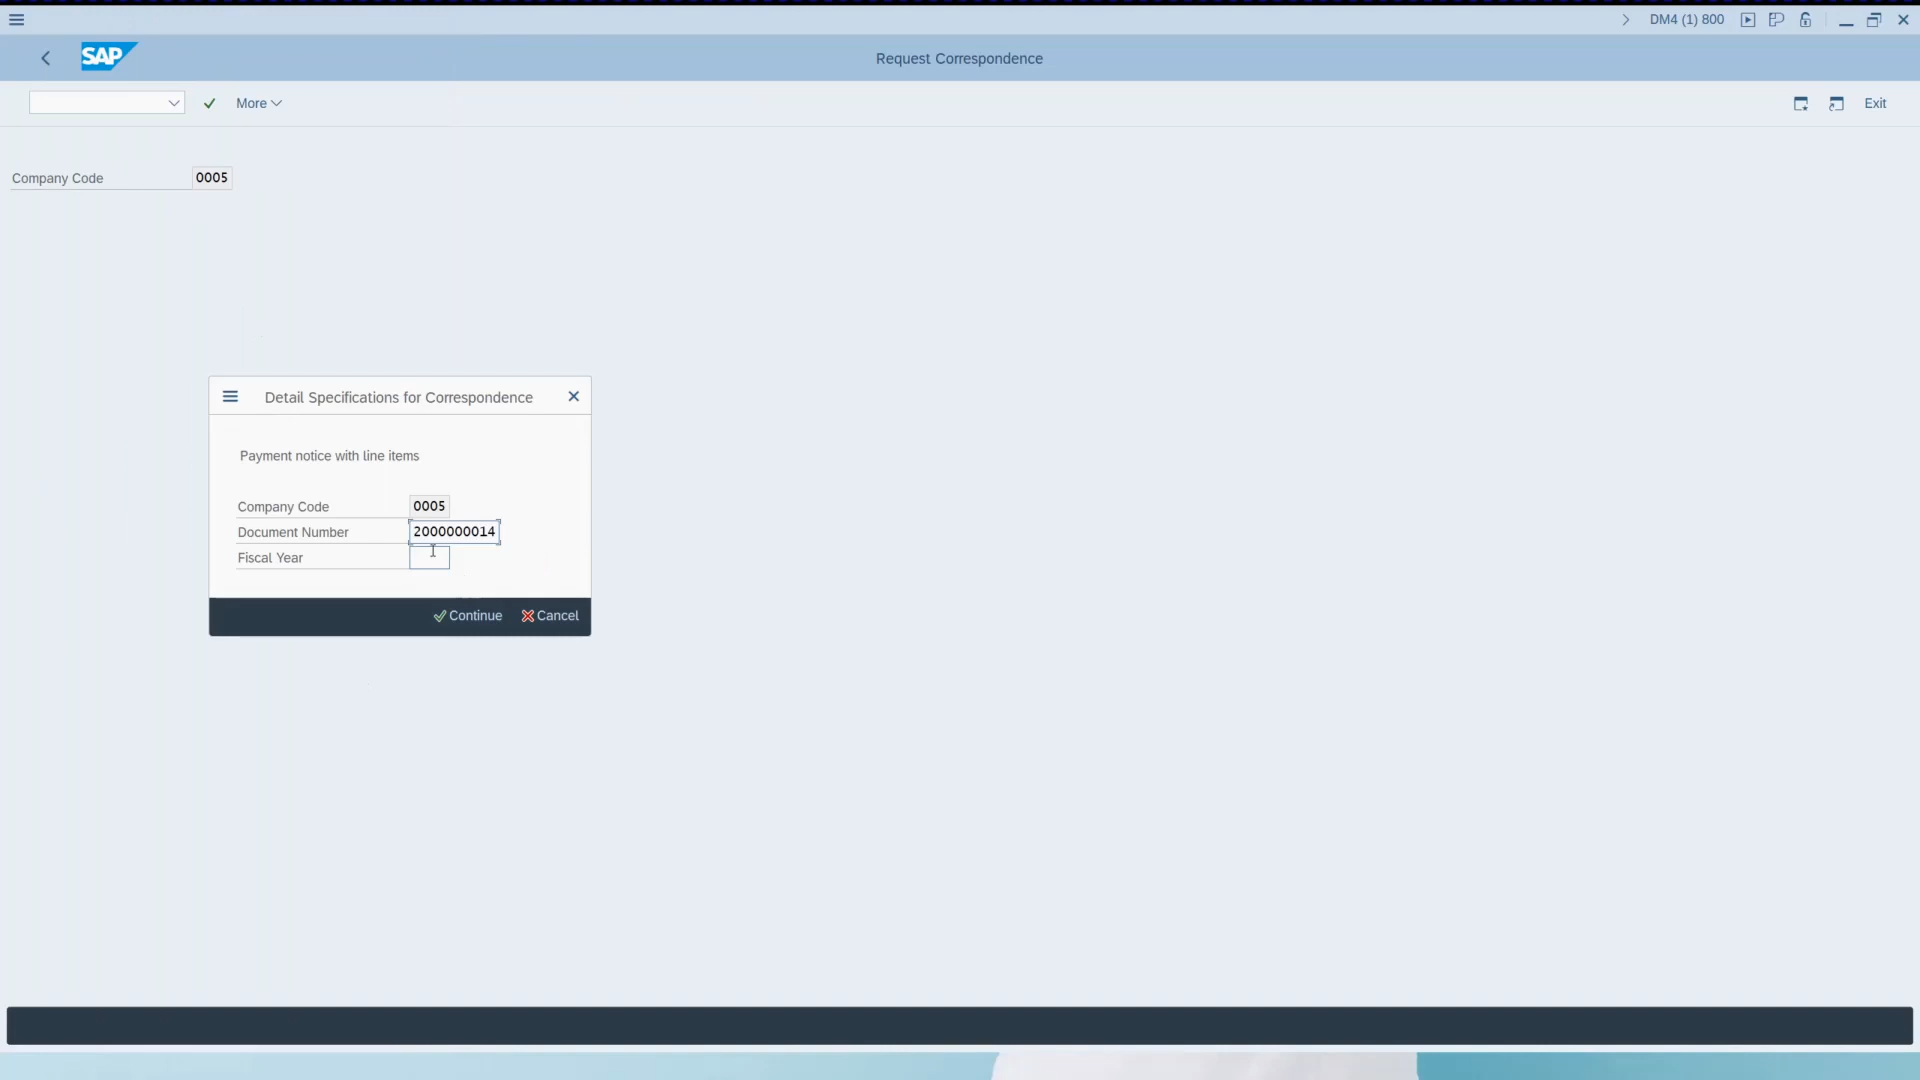 DM4 (1) 800
SAP
Request Correspondence
More
Exit
Company Code 0005
Detail Specifications for Correspondence
Payment notice with line items
Company Code 0005
Document Number 2000000014
Fiscal Year
Continue Cancel